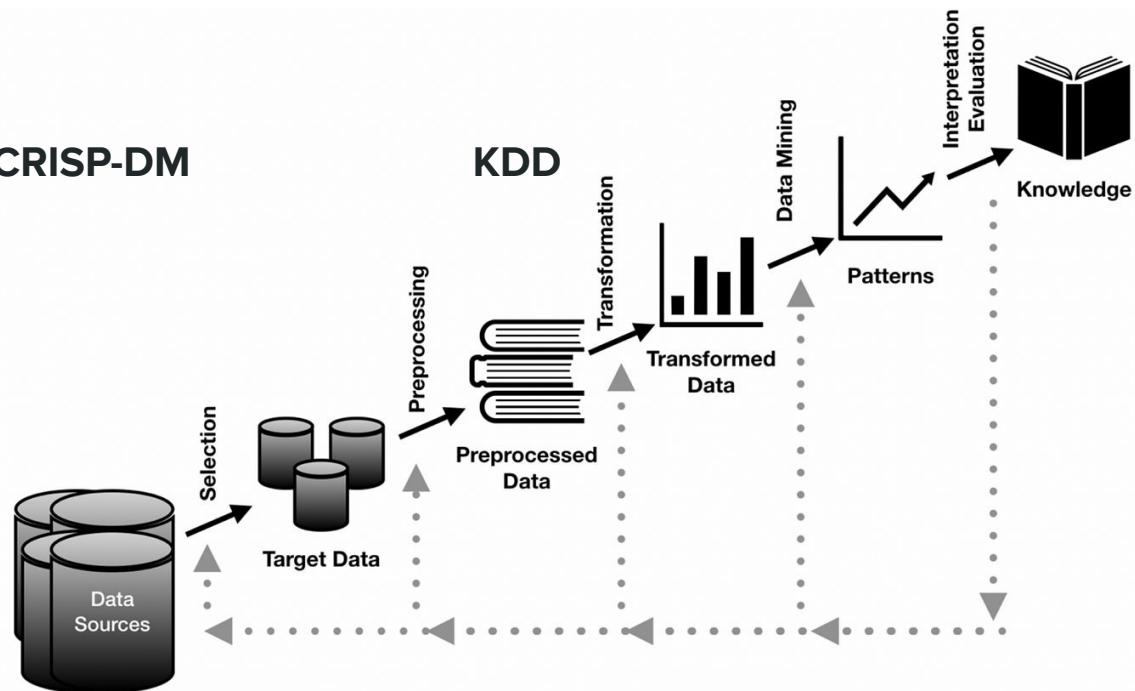 CRISP-DM
KDD
Data
Sources
Selection
Target Data
Preprocessing
Preprocessed
Data
Transformation
Transformed
Data
Data Mining
Patterns
Interpretation
Evaluation
Knowledge